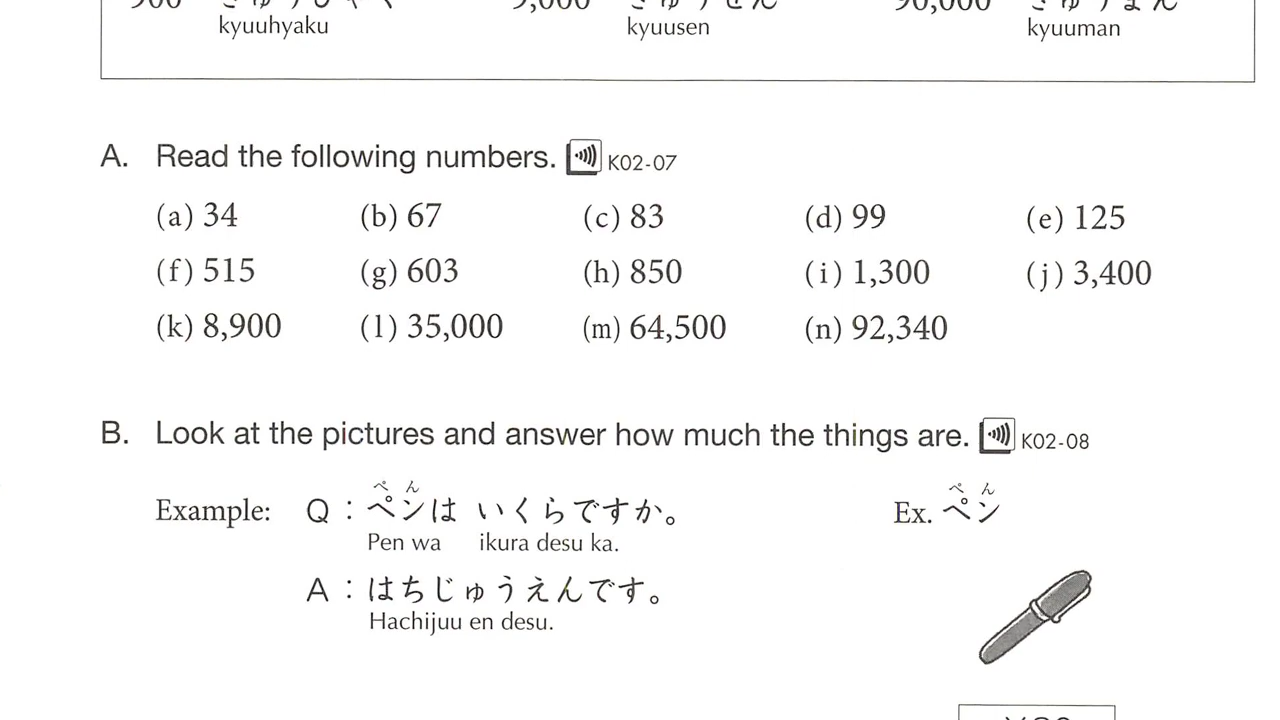 kyuuhyaku kyuusen kyuuman
A. Read the following numbers. K02-07
(a) 34 (b) 67 (c) 83 (d) 99 (e) 125
(f) 515 (g) 603 (h) 850 (i) 1,300 (j) 3,400
(k) 8,900 (l) 35,000 (m) 64,500 (n) 92,340
B. Look at the pictures and answer how much the things are. K02-08
ぺん ぺん
Example: Q：ペンは いくらですか。 Ex. ペン
Pen wa ikura desu ka.
A：はちじゅうえんです。
Hachijuu en desu.